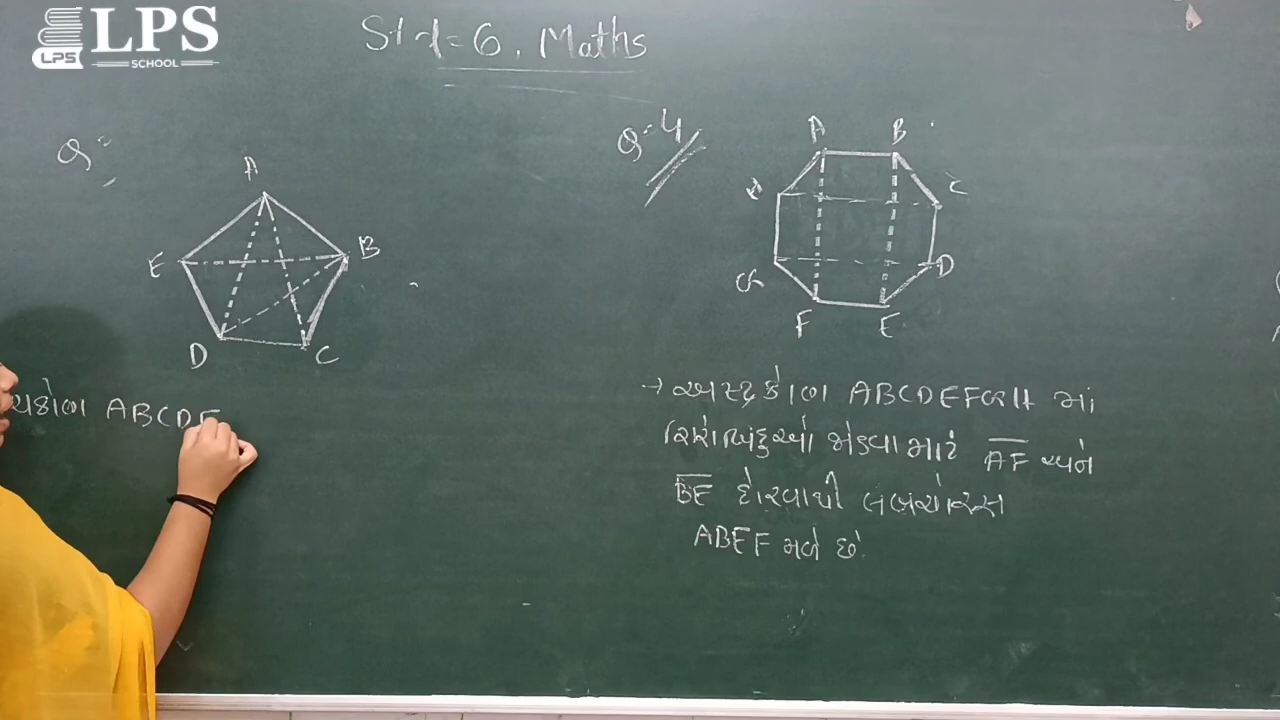 LPS
LPS
SCHOOL
Std = 6. Maths
Q =
A
E
B
D
C
ABCDE
Q-4
A
B
C
D
F
E
→ અષ્ટકોણ ABCDEFGH માં
શિરોબિંદુઓ જોડવા માટે AF અને
BE દોરવાથી લંબચોરસ
ABEF મળે છે.